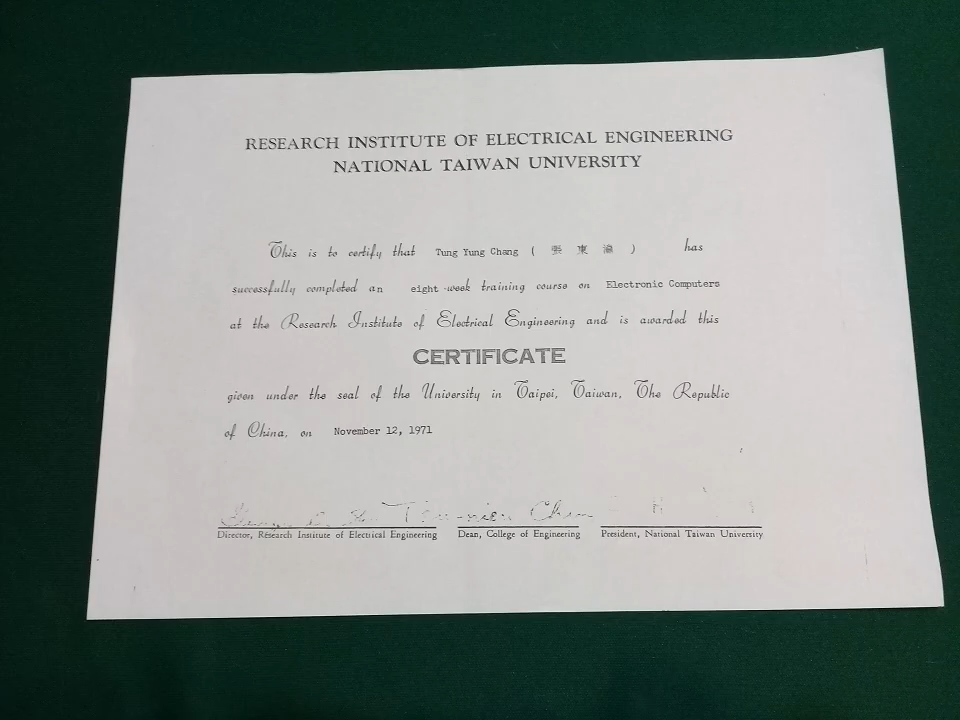 RESEARCH INSTITUTE OF ELECTRICAL ENGINEERING
NATIONAL TAIWAN UNIVERSITY
This is to certify that Tung Yung Chang ( 張 東 ) has
successfully completed an eight-week training course on Electronic Computers
at the Research Institute of Electrical Engineering and is awarded this
CERTIFICATE
given under the seal of the University in Taipei, Taiwan, The Republic
of China, on November 12, 1971
Director, Research Institute of Electrical Engineering Dean, College of Engineering President, National Taiwan University